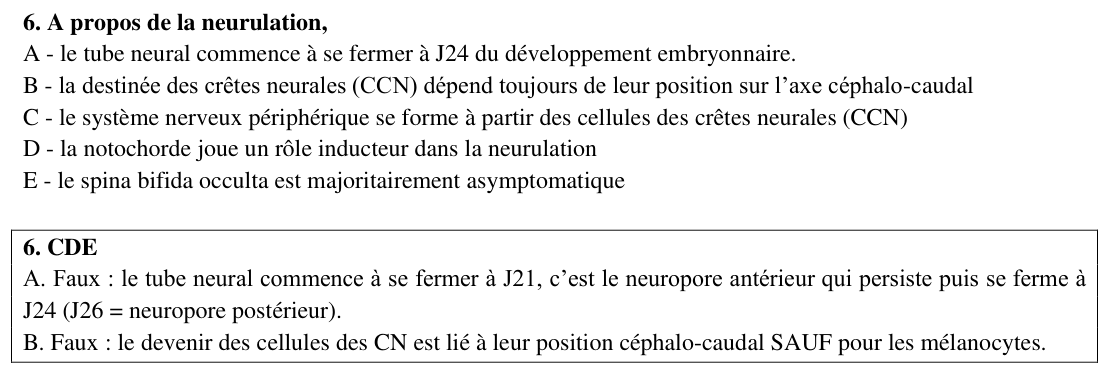 6. A propos de la neurulation,
A - le tube neural commence à se fermer à J24 du développement embryonnaire.
B - la destinée des crêtes neurales (CCN) dépend toujours de leur position sur l’axe céphalo-caudal
C - le système nerveux périphérique se forme à partir des cellules des crêtes neurales (CCN)
D - la notochorde joue un rôle inducteur dans la neurulation
E - le spina bifida occulta est majoritairement asymptomatique
6. CDE
A. Faux : le tube neural commence à se fermer à J21, c’est le neuropore antérieur qui persiste puis se ferme à
J24 (J26 = neuropore postérieur).
B. Faux : le devenir des cellules des CN est lié à leur position céphalo-caudal SAUF pour les mélanocytes.